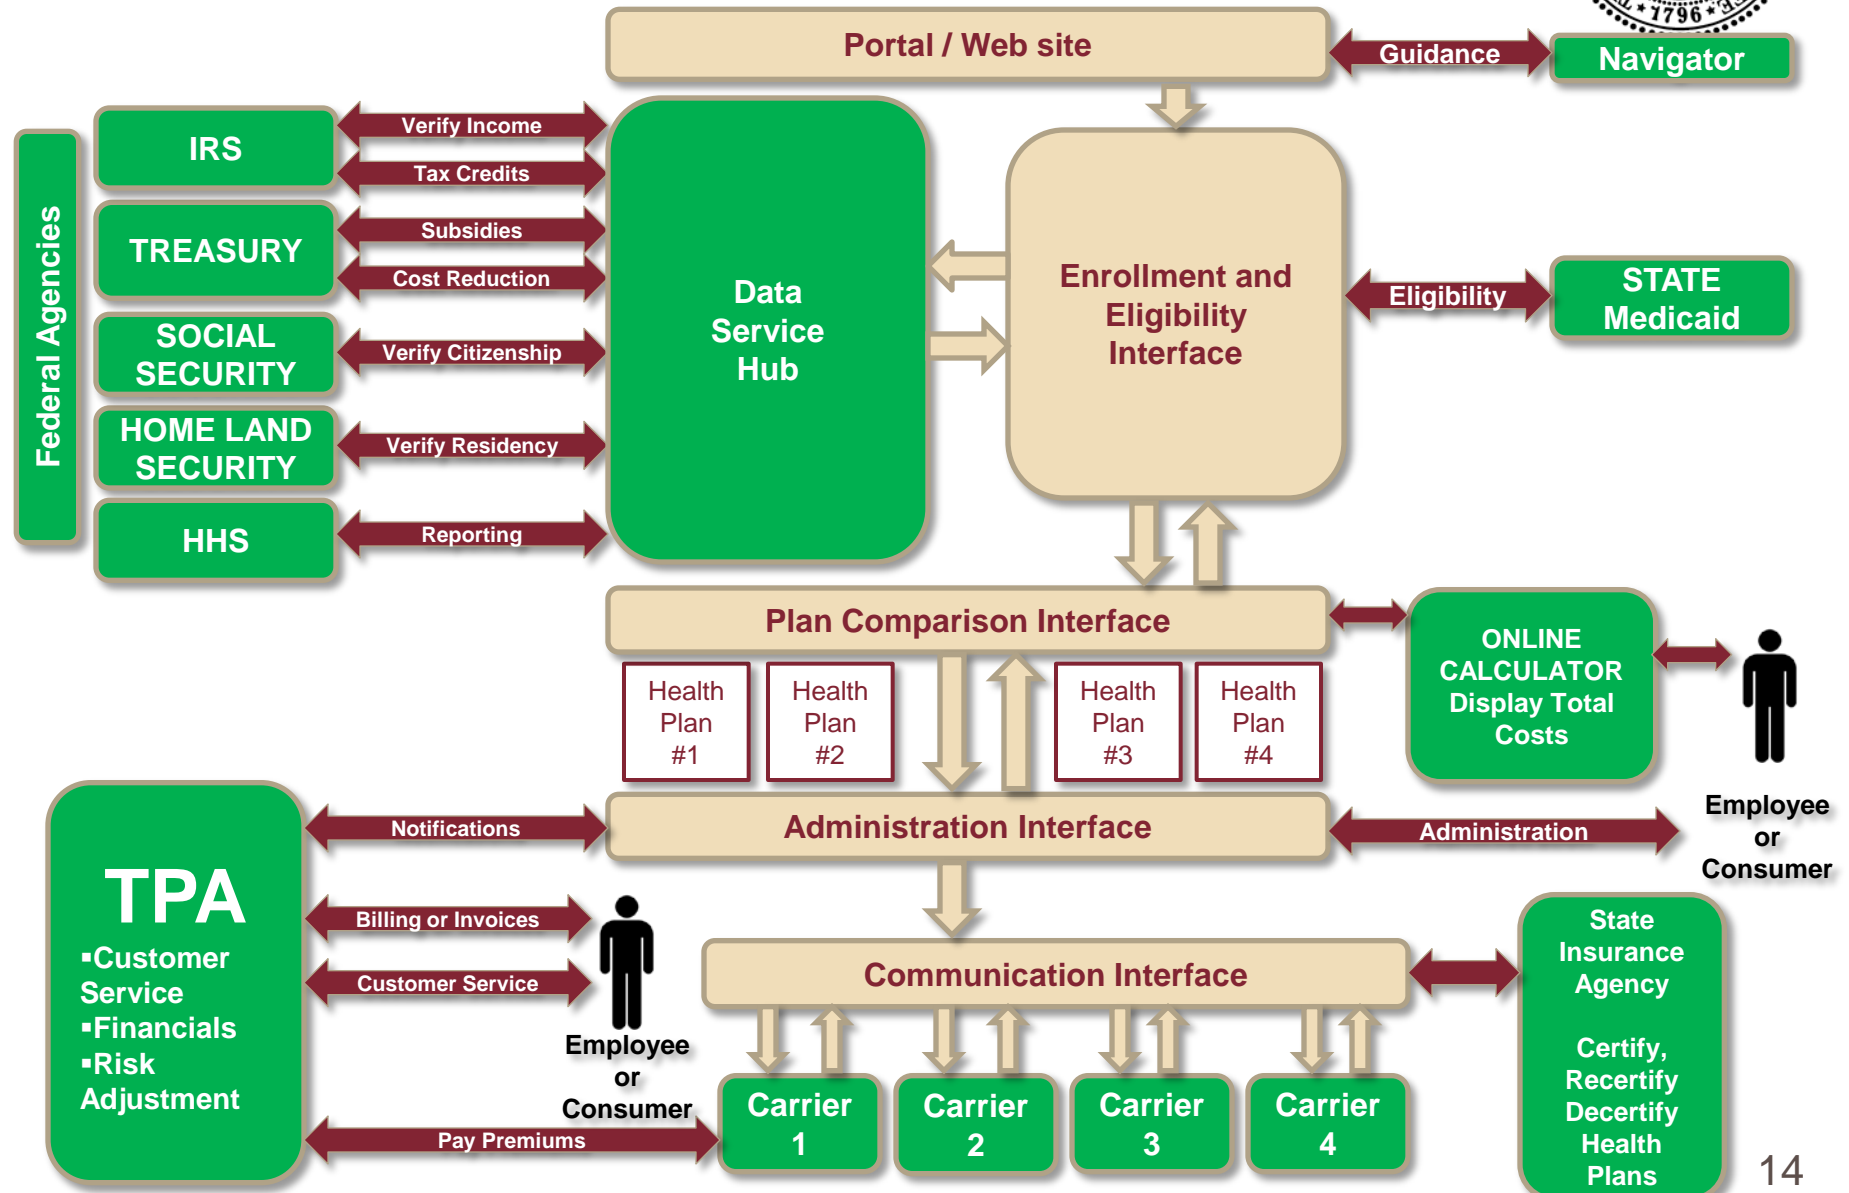 1796
Portal / Web site
Guidance
Navigator
Federal Agencies
IRS
Verify Income
Tax Credits
TREASURY
Subsidies
Cost Reduction
SOCIAL
SECURITY
Verify Citizenship
HOME LAND
SECURITY
Verify Residency
HHS
Reporting
Data
Service
Hub
Enrollment and
Eligibility
Interface
Eligibility
STATE
Medicaid
Plan Comparison Interface
Health
Plan
#1
Health
Plan
#2
Health
Plan
#3
Health
Plan
#4
ONLINE
CALCULATOR
Display Total
Costs
Employee
or
Consumer
Administration Interface
Administration
Notifications
TPA
▪Customer
Service
▪Financials
▪Risk
Adjustment
Billing or Invoices
Customer Service
Employee
or
Consumer
Pay Premiums
Communication Interface
Carrier
1
Carrier
2
Carrier
3
Carrier
4
State
Insurance
Agency
Certify,
Recertify
Decertify
Health
Plans
14